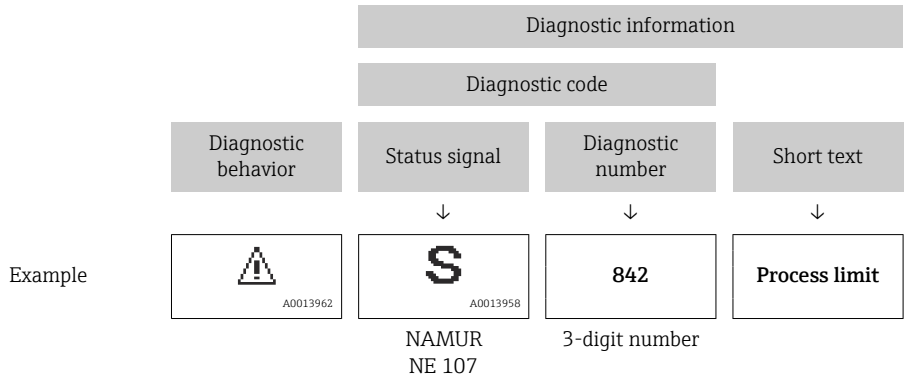 Diagnostic information
Diagnostic code
Diagnostic
behavior
Status signal
Diagnostic
number
Short text
↓ ↓ ↓
Example
A0013962
S
A0013958
842
Process limit
NAMUR
NE 107
3-digit number